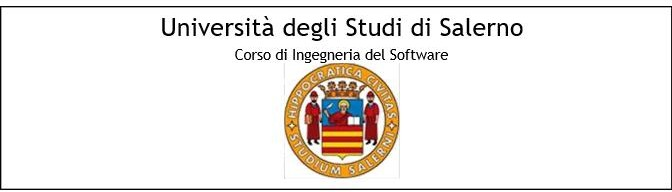 Università degli Studi di Salerno
Corso di Ingegneria del Software
HIPPOCRATICA CIVITAS
STUDIUM SALERNI